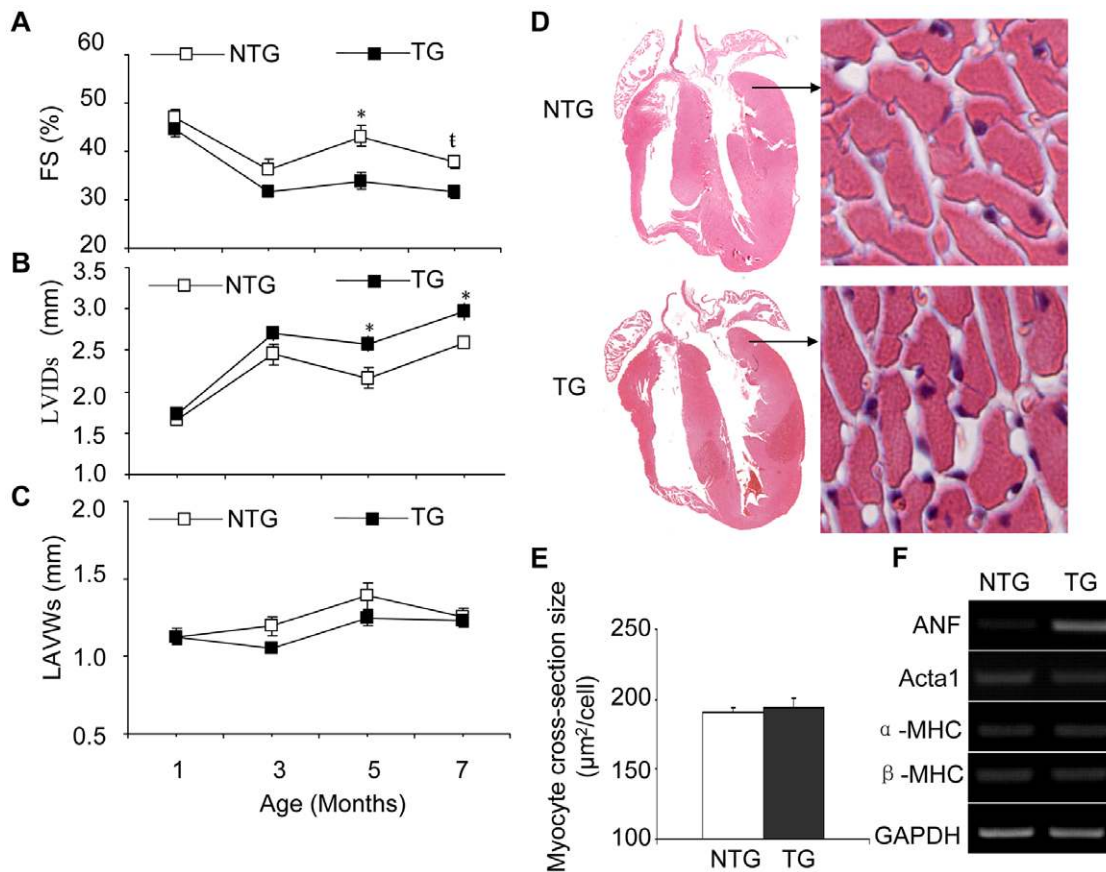 A
60
50
40
30
20
FS (%)
NTG
TG
*
ŧ
B
3.5
3.0
2.5
2.0
1.5
1.0
LVIDs (mm)
NTG
TG
*
*
C
2.0
1.5
1.0
0.5
LAVWs (mm)
NTG
TG
1 3 5 7
Age (Months)
D
NTG
TG
E
Myocyte cross-section size
(µm²/cell)
250
200
150
100
NTG TG
F
NTG TG
ANF
Acta1
α-MHC
β-MHC
GAPDH